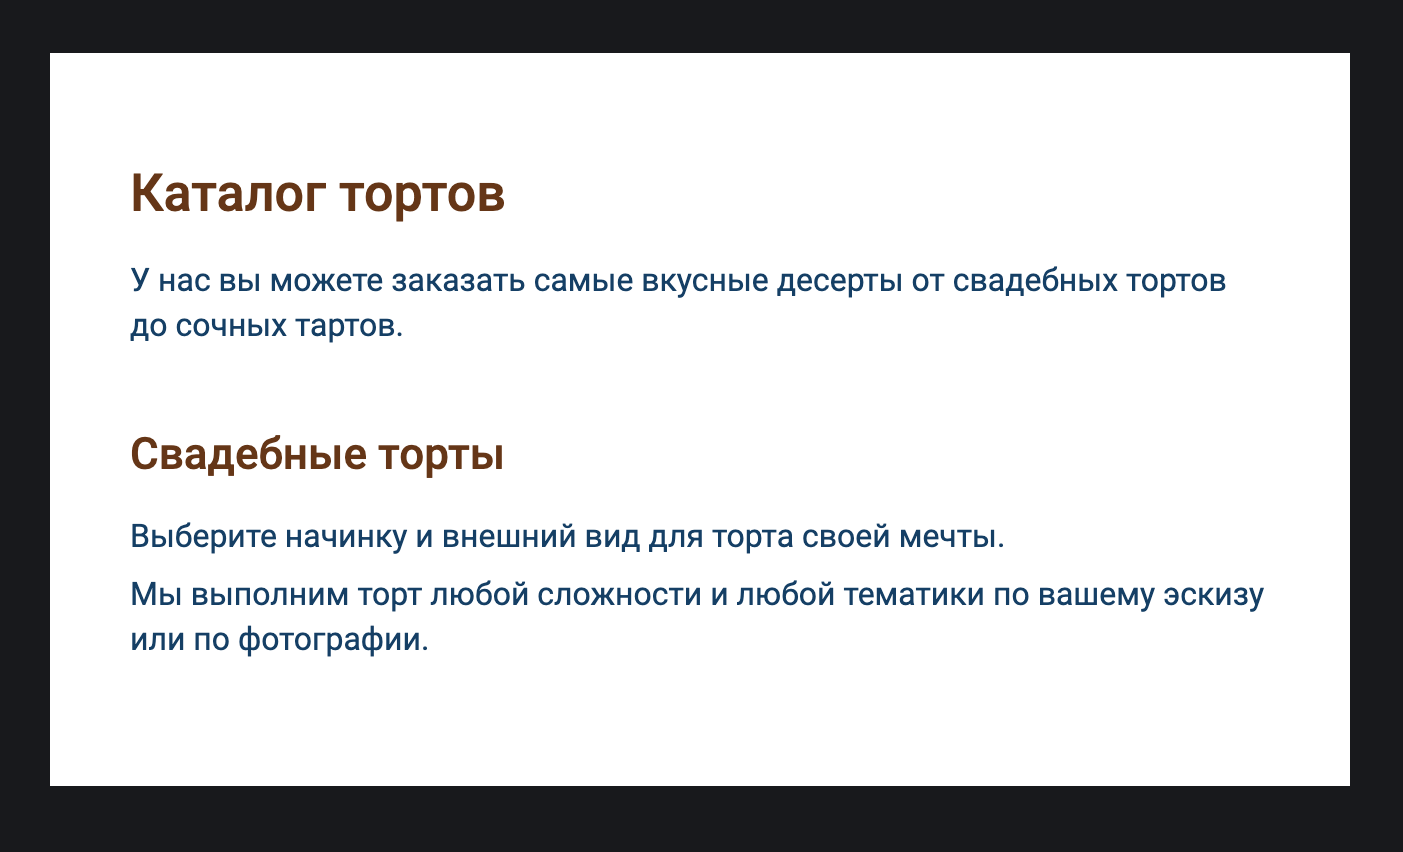 Каталог тортов
У нас вы можете заказать самые вкусные десерты от свадебных тортов
до сочных тартов.
Свадебные торты
Выберите начинку и внешний вид для торта своей мечты.
Мы выполним торт любой сложности и любой тематики по вашему эскизу
или по фотографии.